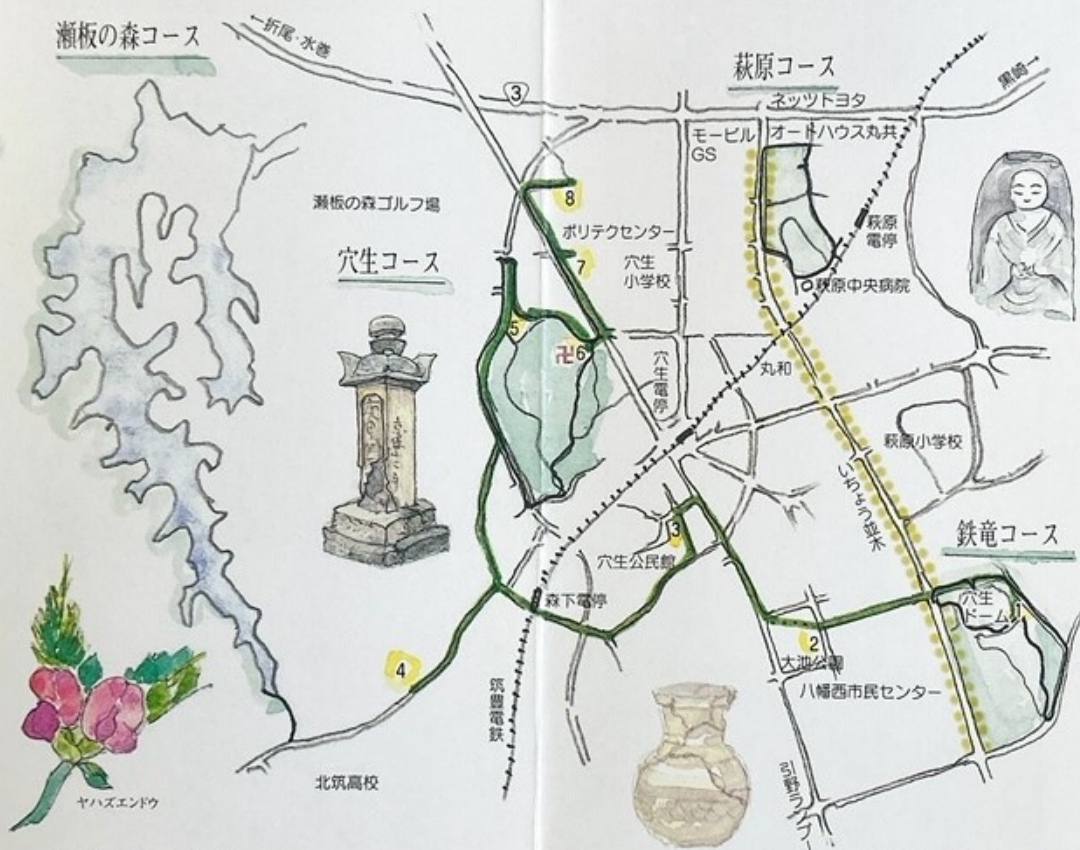 瀬板の森コース
←折尾・水巻
3
萩原コース
黒崎→
ネッツトヨタ
モービル
GS
オートハウス丸共
瀬板の森ゴルフ場
8
ポリテクセンター
7
穴生
小学校
萩原
電停
萩原中央病院
穴生コース
5
卍6
穴生電停
丸和
萩原小学校
いちょう並木
鉄竜コース
3
穴生公民館
森下電停
穴生
ドーム
1
2
大池公園
八幡西市民センター
4
筑豊電鉄
引野ランプ
北筑高校
ヤハズエンドウ